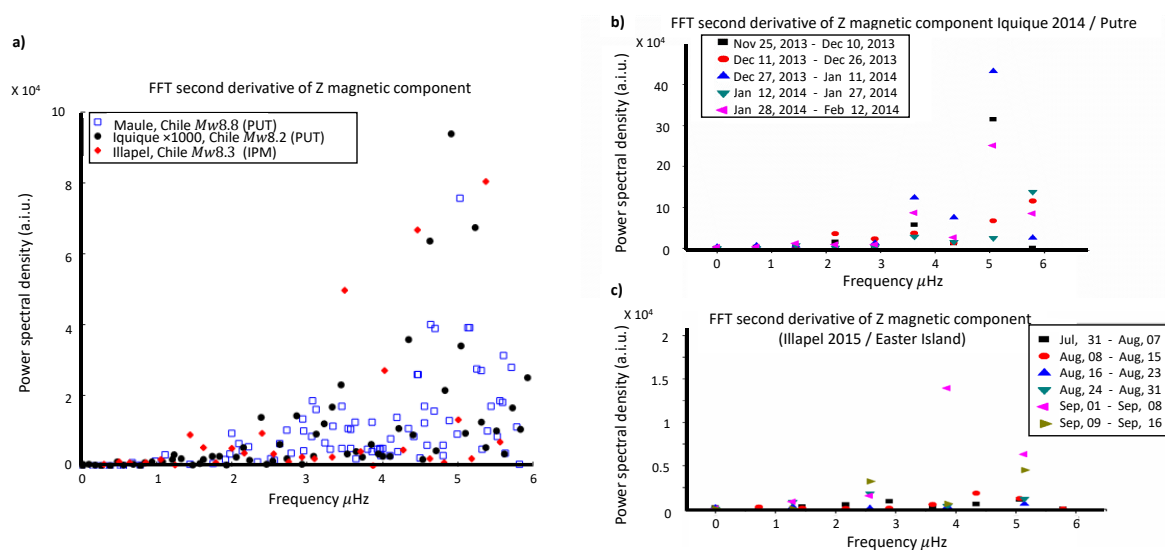 a)
FFT second derivative of Z magnetic component
X 10⁴
Power spectral density (a.i.u.)
10
8
6
4
2
0
Maule, Chile Mw8.8 (PUT)
Iquique ×1000, Chile Mw8.2 (PUT)
Illapel, Chile Mw8.3 (IPM)
0 1 2 3 4 5 6
Frequency μHz
b)
FFT second derivative of Z magnetic component Iquique 2014 / Putre
X 10⁴
Power spectral density (a.i.u.)
40
30
20
10
0
Nov 25, 2013 - Dec 10, 2013
Dec 11, 2013 - Dec 26, 2013
Dec 27, 2013 - Jan 11, 2014
Jan 12, 2014 - Jan 27, 2014
Jan 28, 2014 - Feb 12, 2014
0 1 2 3 4 5 6
Frequency μHz
c)
X 10⁴
FFT second derivative of Z magnetic component
(Illapel 2015 / Easter Island)
Power spectral density (a.i.u.)
2
1.5
1
0.5
0
Jul, 31 - Aug, 07
Aug, 08 - Aug, 15
Aug, 16 - Aug, 23
Aug, 24 - Aug, 31
Sep, 01 - Sep, 08
Sep, 09 - Sep, 16
0 1 2 3 4 5 6
Frequency μHz